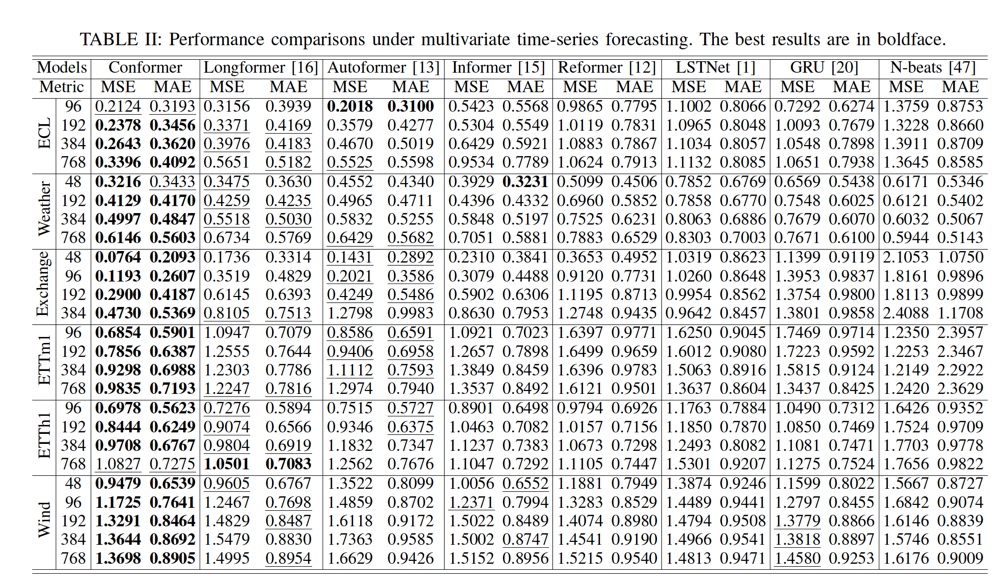 TABLE II: Performance comparisons under multivariate time-series forecasting. The best results are in boldface.
Models Conformer Longformer [16] Autoformer [13] Informer [15] Reformer [12] LSTNet [1] GRU [20] N-beats [47]
Metric MSE MAE MSE MAE MSE MAE MSE MAE MSE MAE MSE MAE MSE MAE MSE MAE
ECL
96 0.2124 0.3193 0.3156 0.3939 0.2018 0.3100 0.5423 0.5568 0.9865 0.7795 1.1002 0.8066 0.7292 0.6274 1.3759 0.8753
192 0.2378 0.3456 0.3371 0.4169 0.3579 0.4277 0.5304 0.5549 1.0119 0.7831 1.0965 0.8048 1.0093 0.7679 1.3228 0.8660
384 0.2643 0.3620 0.3976 0.4183 0.4670 0.5019 0.6429 0.5921 1.0883 0.7867 1.1034 0.8057 1.0548 0.7898 1.3911 0.8709
768 0.3396 0.4092 0.5651 0.5182 0.5525 0.5598 0.9534 0.7789 1.0624 0.7913 1.1132 0.8085 1.0651 0.7938 1.3645 0.8585
Weather
48 0.3216 0.3433 0.3475 0.3630 0.4552 0.4340 0.3929 0.3231 0.5099 0.4506 0.7852 0.6769 0.6569 0.5438 0.6171 0.5346
192 0.4129 0.4170 0.4259 0.4235 0.4965 0.4711 0.4396 0.4332 0.6960 0.5852 0.7858 0.6770 0.7548 0.6025 0.6121 0.5402
384 0.4997 0.4847 0.5518 0.5030 0.5832 0.5255 0.5848 0.5197 0.7525 0.6231 0.8063 0.6886 0.7679 0.6070 0.6032 0.5067
768 0.6146 0.5603 0.6734 0.5769 0.6429 0.5682 0.7051 0.5881 0.7883 0.6529 0.8303 0.7003 0.7671 0.6100 0.5944 0.5143
Exchange
48 0.0764 0.2093 0.1736 0.3314 0.1431 0.2892 0.2310 0.3841 0.3653 0.4952 1.0319 0.8623 1.1399 0.9119 2.1053 1.0750
96 0.1193 0.2607 0.3519 0.4829 0.2021 0.3586 0.3079 0.4488 0.9120 0.7731 1.0260 0.8648 1.3953 0.9837 1.8161 0.9896
192 0.2900 0.4187 0.6145 0.6393 0.4249 0.5486 0.5902 0.6306 1.1195 0.8713 0.9954 0.8562 1.3754 0.9800 1.8113 0.9899
384 0.4730 0.5369 0.8105 0.7513 1.2798 0.9983 0.8630 0.7953 1.2748 0.9435 0.9642 0.8457 1.3801 0.9858 2.4088 1.1708
ETTm1
96 0.6854 0.5901 1.0947 0.7079 0.8586 0.6591 1.0921 0.7023 1.6397 0.9771 1.6250 0.9045 1.7469 0.9714 1.2350 2.3957
192 0.7856 0.6387 1.2555 0.7644 0.9406 0.6958 1.2657 0.7898 1.6499 0.9659 1.6012 0.9080 1.7223 0.9592 1.2253 2.3467
384 0.9298 0.6988 1.2303 0.7786 1.1112 0.7593 1.3849 0.8459 1.6396 0.9783 1.5063 0.8916 1.5815 0.9124 1.2149 2.2922
768 0.9835 0.7193 1.2247 0.7816 1.2974 0.7940 1.3537 0.8492 1.6121 0.9501 1.3637 0.8604 1.3437 0.8425 1.2420 2.3629
ETTh1
96 0.6978 0.5623 0.7276 0.5894 0.7515 0.5727 0.8901 0.6498 0.9794 0.6926 1.1763 0.7884 1.0490 0.7312 1.6426 0.9352
192 0.8444 0.6249 0.9074 0.6566 0.9346 0.6375 1.0463 0.7082 1.0157 0.7156 1.1850 0.7870 1.0850 0.7469 1.7524 0.9709
384 0.9708 0.6767 0.9804 0.6919 1.1832 0.7347 1.1237 0.7383 1.0673 0.7298 1.2493 0.8082 1.1081 0.7471 1.7703 0.9778
768 1.0827 0.7275 1.0501 0.7083 1.2562 0.7676 1.1047 0.7292 1.1105 0.7447 1.5301 0.9207 1.1275 0.7524 1.7656 0.9822
Wind
48 0.9479 0.6539 0.9605 0.6767 1.3522 0.8099 1.0056 0.6552 1.1881 0.7949 1.3874 0.9246 1.1599 0.8022 1.5667 0.8727
96 1.1725 0.7641 1.2467 0.7698 1.4859 0.8702 1.2371 0.7994 1.3283 0.8529 1.4489 0.9441 1.2797 0.8455 1.6842 0.9074
192 1.3291 0.8464 1.4829 0.8487 1.6118 0.9172 1.5022 0.8489 1.4074 0.8980 1.4794 0.9508 1.3779 0.8866 1.6146 0.8839
384 1.3644 0.8692 1.5479 0.8830 1.7363 0.9585 1.5002 0.8747 1.4541 0.9190 1.4966 0.9541 1.3818 0.8897 1.5746 0.8551
768 1.3698 0.8905 1.4995 0.8954 1.6629 0.9426 1.5152 0.8956 1.5215 0.9540 1.4813 0.9471 1.4580 0.9253 1.6176 0.9009